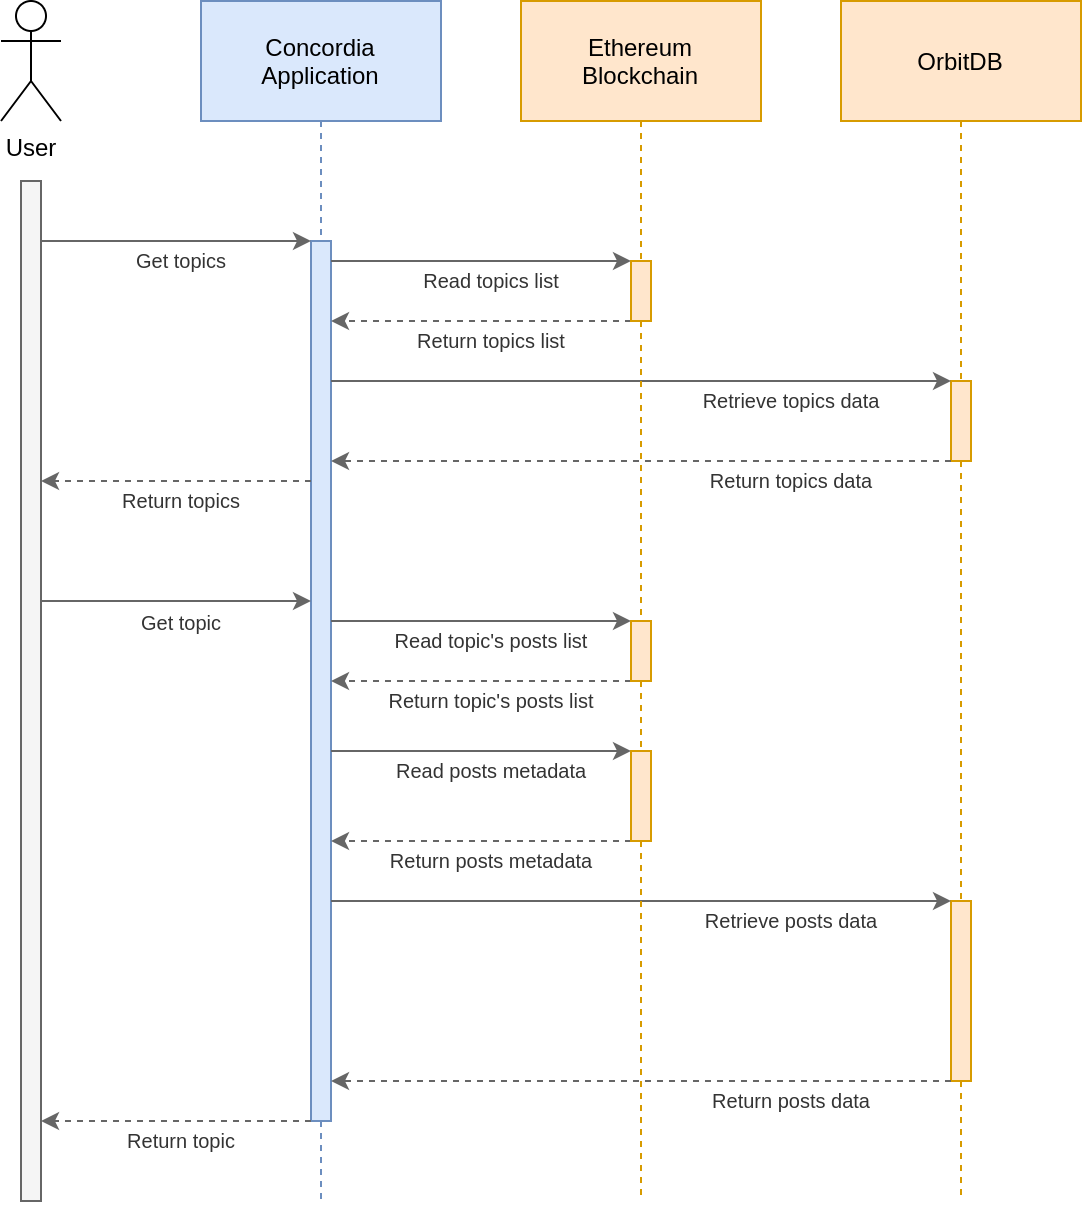 User
Concordia
Application
Ethereum
Blockchain
OrbitDB
Get topics
Read topics list
Return topics list
Retrieve topics data
Return topics data
Return topics
Get topic
Read topic's posts list
Return topic's posts list
Read posts metadata
Return posts metadata
Retrieve posts data
Return posts data
Return topic